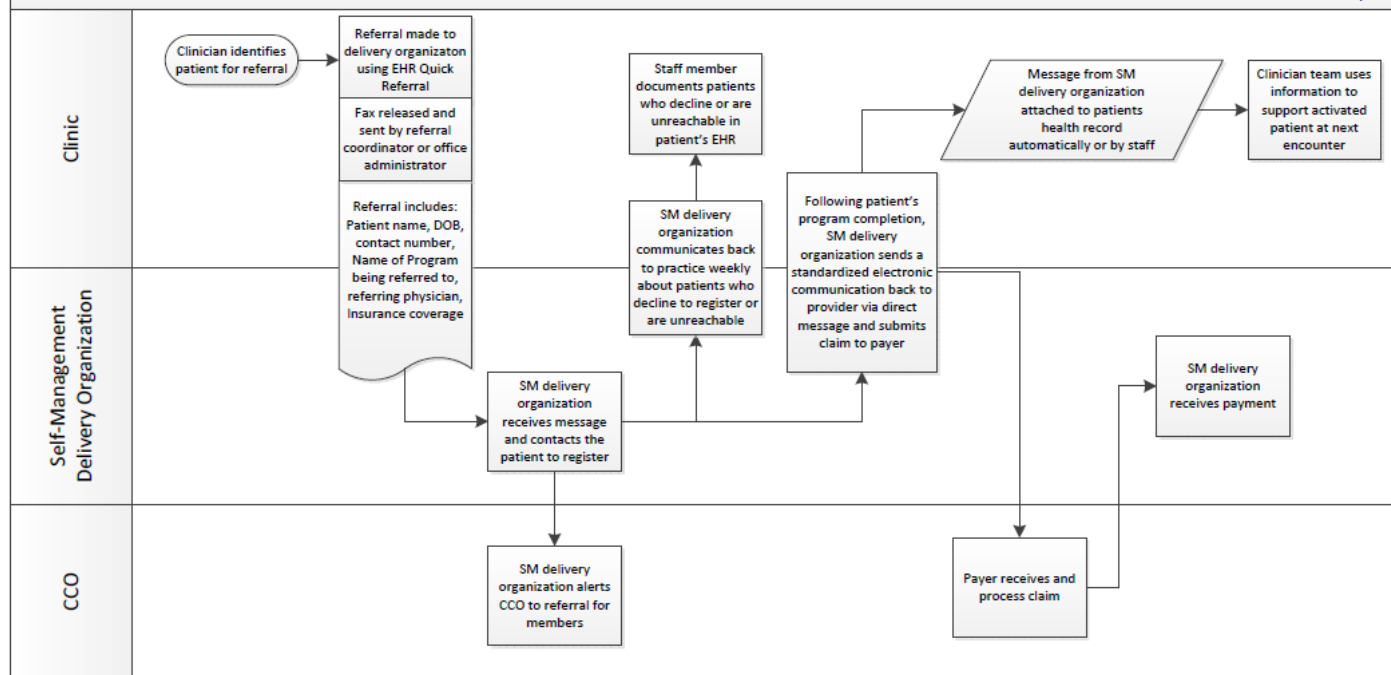 Clinic
Clinician identifies
patient for referral
Referral made to
delivery organizaton
using EHR Quick
Referral
Fax released and
sent by referral
coordinator or office
administrator
Referral includes:
Patient name, DOB,
contact number,
Name of Program
being referred to,
referring physician,
Insurance coverage
Staff member
documents patients
who decline or are
unreachable in
patient's EHR
SM delivery
organization
communicates back
to practice weekly
about patients who
decline to register or
are unreachable
Following patient's
program completion,
SM delivery
organization sends a
standardized electronic
communication back to
provider via direct
message and submits
claim to payer
Message from SM
delivery organization
attached to patients
health record
automatically or by staff
Clinician team uses
information to
support activated
patient at next
encounter
Self-Management
Delivery Organization
SM delivery
organization
receives message
and contacts the
patient to register
SM delivery
organization
receives payment
CCO
SM delivery
organization alerts
CCO to referral for
members
Payer receives and
process claim